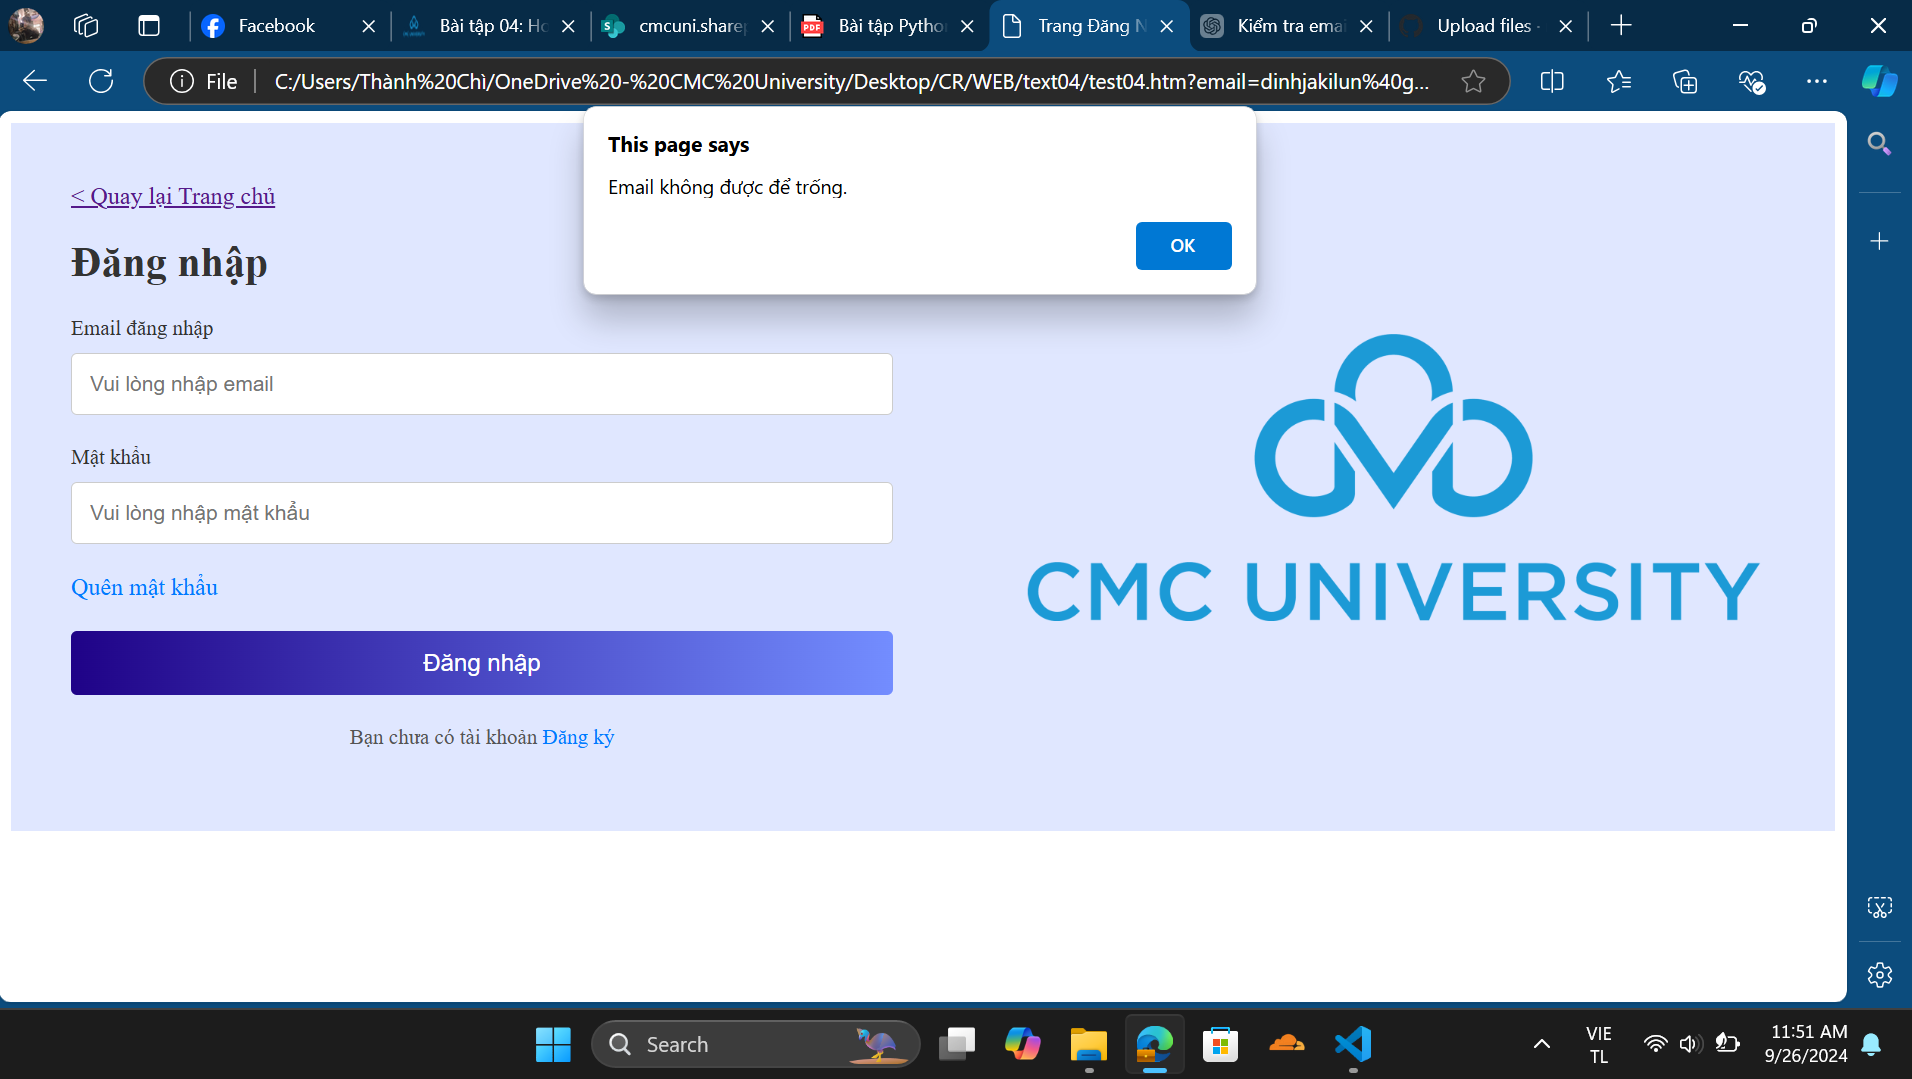 Facebook
Bài tập 04: Ho
cmcuni.sharep
PDF
Bài tập Pytho
Trang Đăng N
Kiểm tra emai
Upload files ·
File
C:/Users/Thành%20Chì/OneDrive%20-%20CMC%20University/Desktop/CR/WEB/text04/test04.htm?email=dinhjakilun%40g...
This page says
Email không được để trống.
OK
< Quay lại Trang chủ
Đăng nhập
Email đăng nhập
Vui lòng nhập email
Mật khẩu
Vui lòng nhập mật khẩu
Quên mật khẩu
Đăng nhập
Bạn chưa có tài khoản Đăng ký
CMC UNIVERSITY
Search
VIE
TL
11:51 AM
9/26/2024